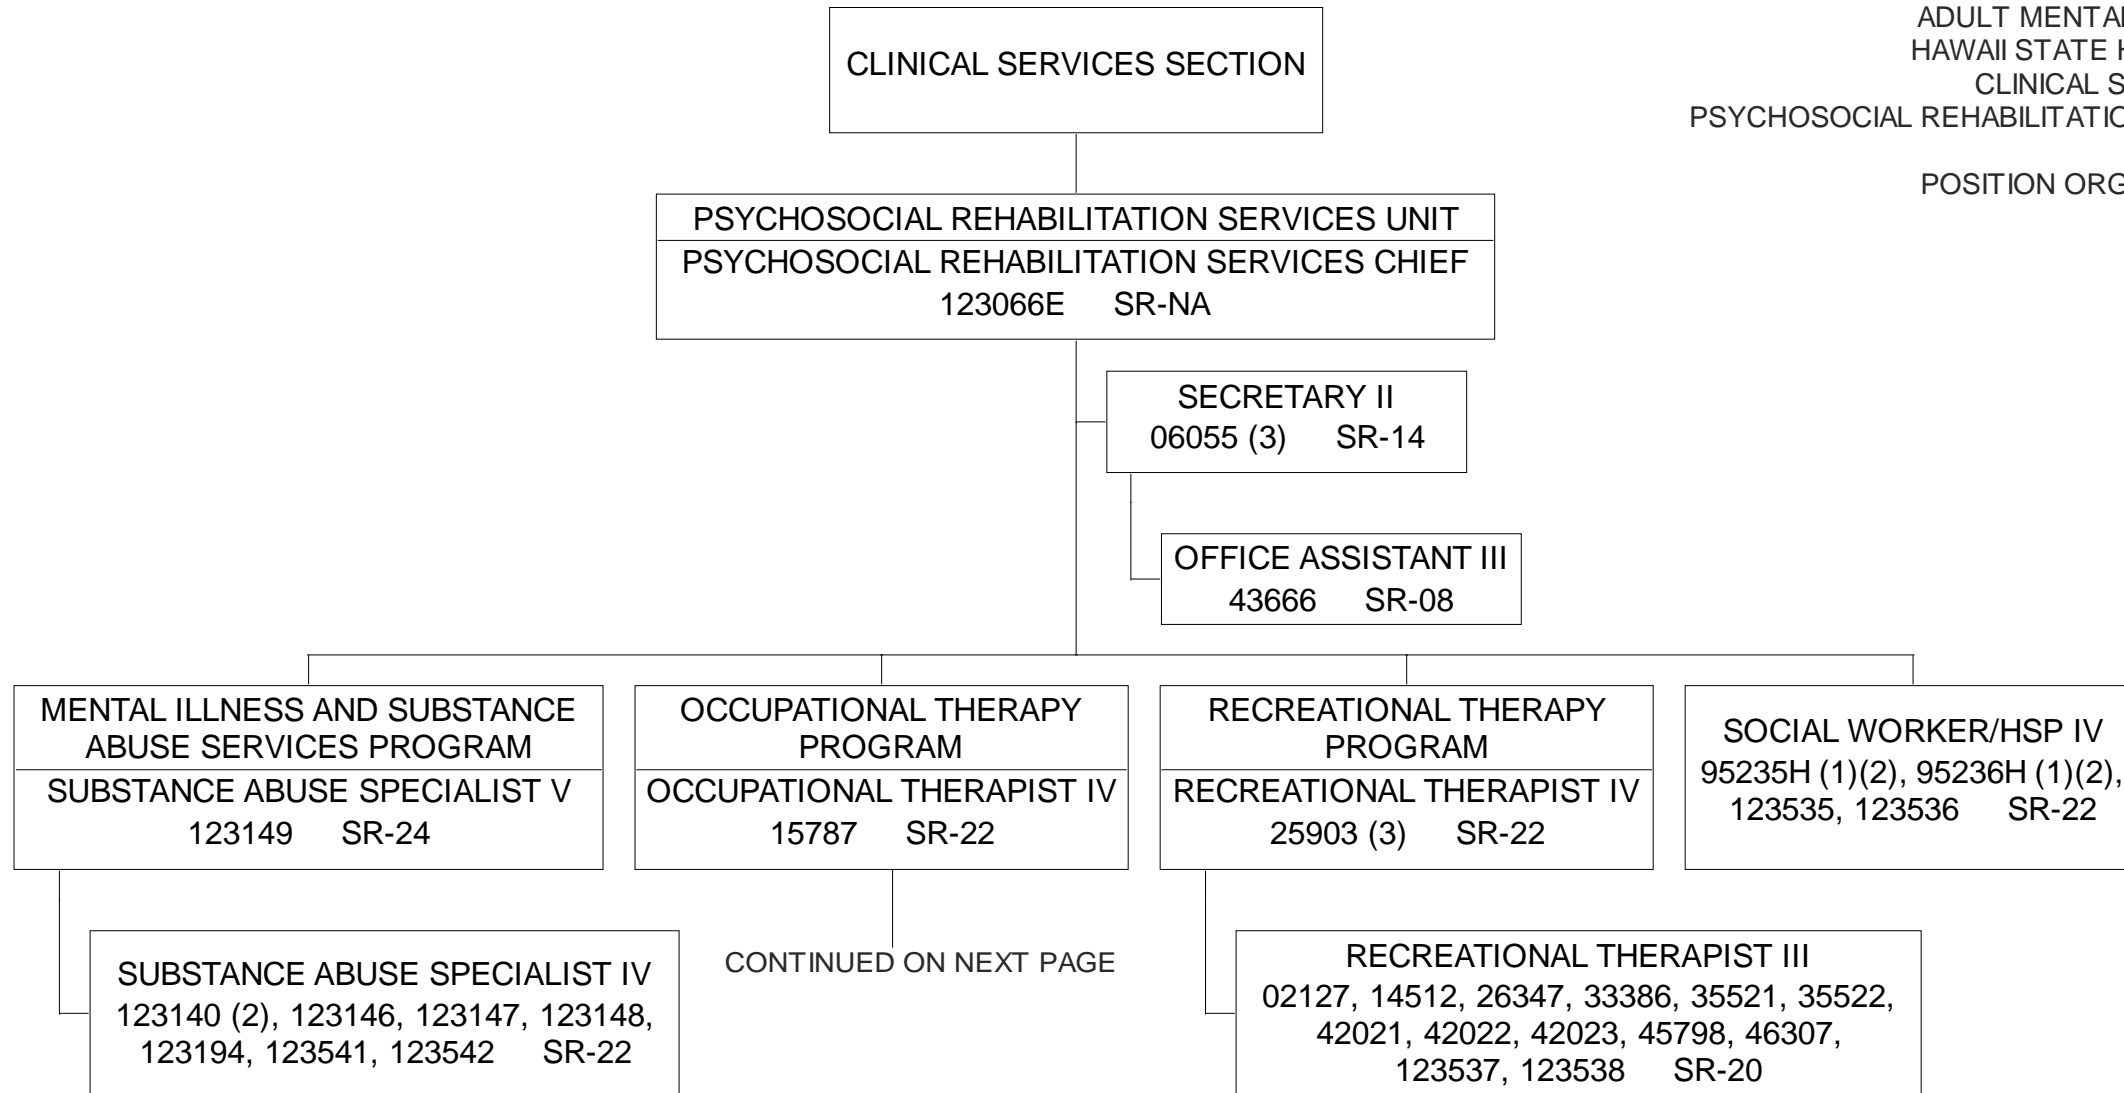 ADULT MENTAL
HAWAII STATE
CLINICAL
PSYCHOSOCIAL
POSITION
CLINICAL SERVICES SECTION
PSYCHOSOCIAL REHABILITATION SERVICES UNIT
PSYCHOSOCIAL REHABILITATION SERVICES CHIEF
123066E SR-NA
SECRETARY II
06055 (3) SR-14
OFFICE ASSISTANT III
43666 SR-08
MENTAL ILLNESS AND SUBSTANCE
ABUSE SERVICES PROGRAM
SUBSTANCE ABUSE SPECIALIST V
123149 SR-24
OCCUPATIONAL THERAPY
PROGRAM
OCCUPATIONAL THERAPIST IV
15787 SR-22
RECREATIONAL THERAPY
PROGRAM
RECREATIONAL THERAPIST IV
25903 (3) SR-22
SOCIAL WORKER/HSP IV
95235H (1)(2), 95236H (1)(2),
123535, 123536 SR-22
SUBSTANCE ABUSE SPECIALIST IV
123140 (2), 123146, 123147, 123148,
123194, 123541, 123542 SR-22
CONTINUED ON NEXT PAGE
RECREATIONAL THERAPIST III
02127, 14512, 26347, 33386, 35521, 35522,
42021, 42022, 42023, 45798, 46307,
123537, 123538 SR-20